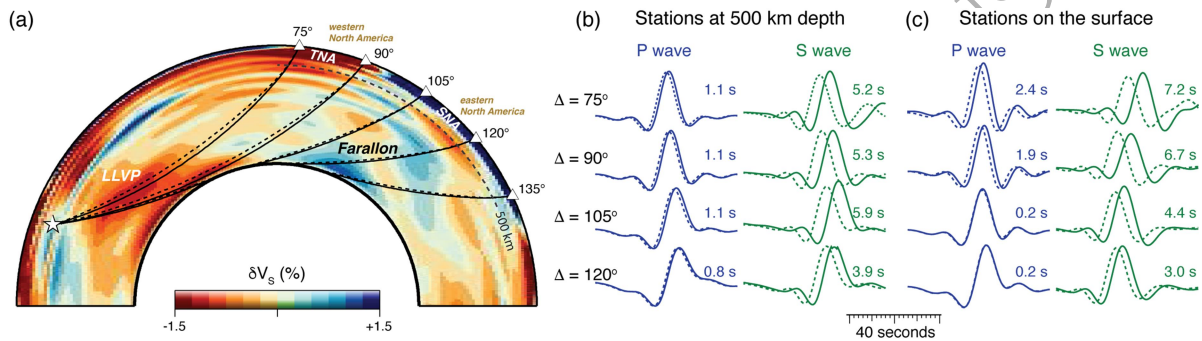 (a)
75°
western
North America
TNA
90°
105°
eastern
North America
SNA
120°
Farallon
LLVP
135°
500 km
δVS (%)
-1.5
+1.5
(b)
Stations at 500 km depth
P wave
S wave
Δ = 75°
1.1 s
5.2 s
Δ = 90°
1.1 s
5.3 s
Δ = 105°
1.1 s
5.9 s
Δ = 120°
0.8 s
3.9 s
40 seconds
(c)
Stations on the surface
P wave
S wave
2.4 s
7.2 s
1.9 s
6.7 s
0.2 s
4.4 s
0.2 s
3.0 s